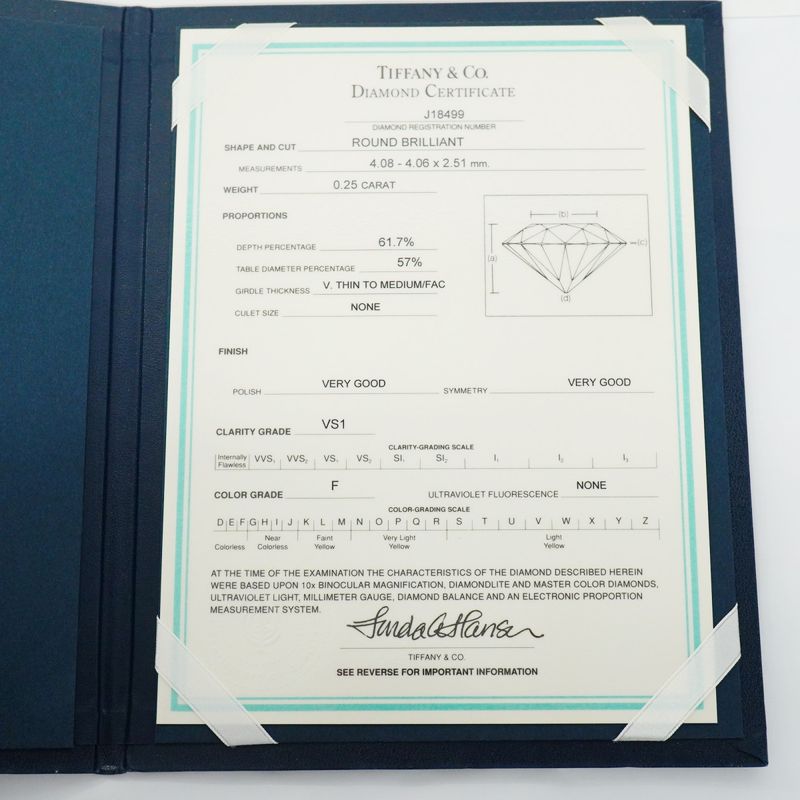 TIFFANY & CO.
DIAMOND CERTIFICATE
J18499
DIAMOND REGISTRATION NUMBER
SHAPE AND CUT ROUND BRILLIANT
MEASUREMENTS 4.08 - 4.06 x 2.51 mm.
WEIGHT 0.25 CARAT
PROPORTIONS
DEPTH PERCENTAGE 61.7%
TABLE DIAMETER PERCENTAGE 57%
GIRDLE THICKNESS V. THIN TO MEDIUM/FAC
CULET SIZE NONE
(b)
(a)
(c)
(d)
FINISH
POLISH VERY GOOD SYMMETRY VERY GOOD
CLARITY GRADE VS1
CLARITY-GRADING SCALE
Internally Flawless VVS1 VVS2 VS1 VS2 SI1 SI2 I1 I2 I3
COLOR GRADE F ULTRAVIOLET FLUORESCENCE NONE
COLOR-GRADING SCALE
D E F G H I J K L M N O P Q R S T U V W X Y Z
Colorless Near Colorless Faint Yellow Very Light Yellow Light Yellow
AT THE TIME OF THE EXAMINATION THE CHARACTERISTICS OF THE DIAMOND DESCRIBED HEREIN
WERE BASED UPON 10x BINOCULAR MAGNIFICATION, DIAMONDLITE AND MASTER COLOR DIAMONDS,
ULTRAVIOLET LIGHT, MILLIMETER GAUGE, DIAMOND BALANCE AND AN ELECTRONIC PROPORTION
MEASUREMENT SYSTEM.
TIFFANY & CO.
SEE REVERSE FOR IMPORTANT INFORMATION